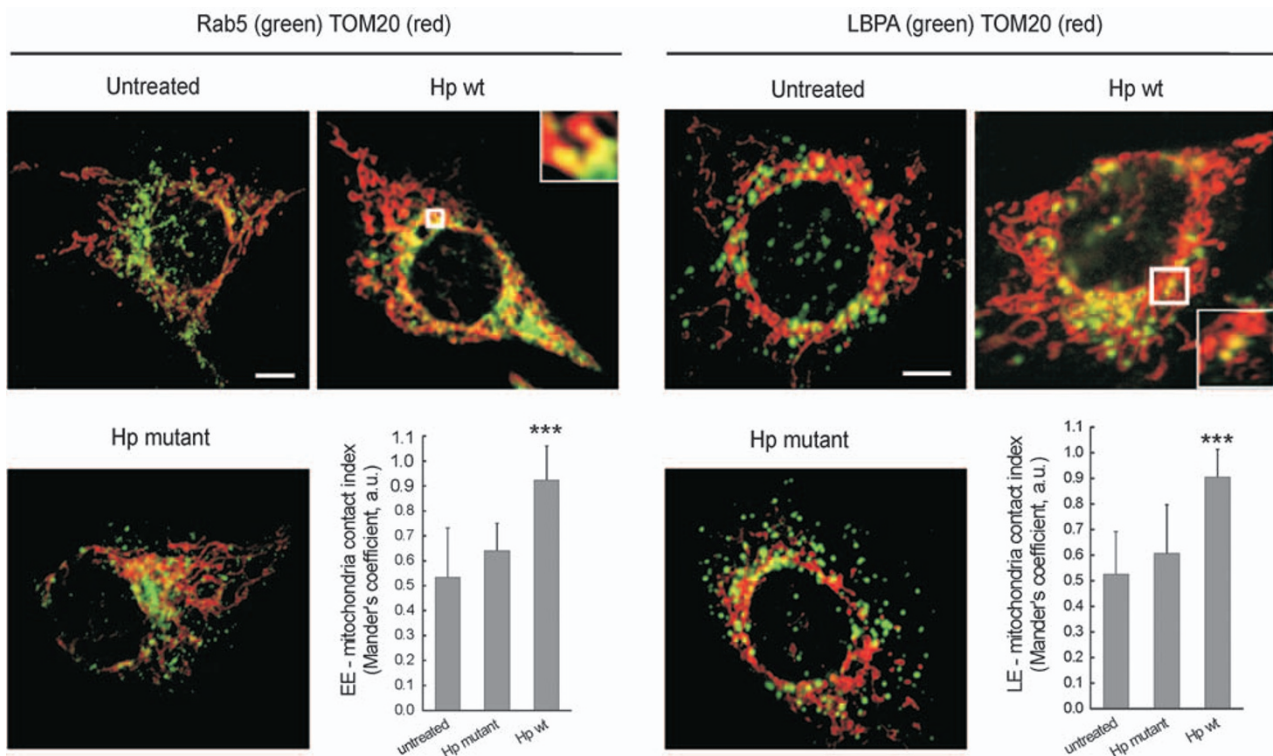 Rab5 (green) TOM20 (red)
LBPA (green) TOM20 (red)
Untreated
Hp wt
Untreated
Hp wt
Hp mutant
EE - mitochondria contact index
(Mander's coefficient, a.u.)
1.1
1.0
0.9
0.8
0.7
0.6
0.5
0.4
0.3
0.2
0.1
0.0
***
untreated
Hp mutant
Hp wt
Hp mutant
LE - mitochondria contact index
(Mander's coefficient, a.u.)
1.1
1.0
0.9
0.8
0.7
0.6
0.5
0.4
0.3
0.2
0.1
0.0
***
untreated
Hp mutant
Hp wt